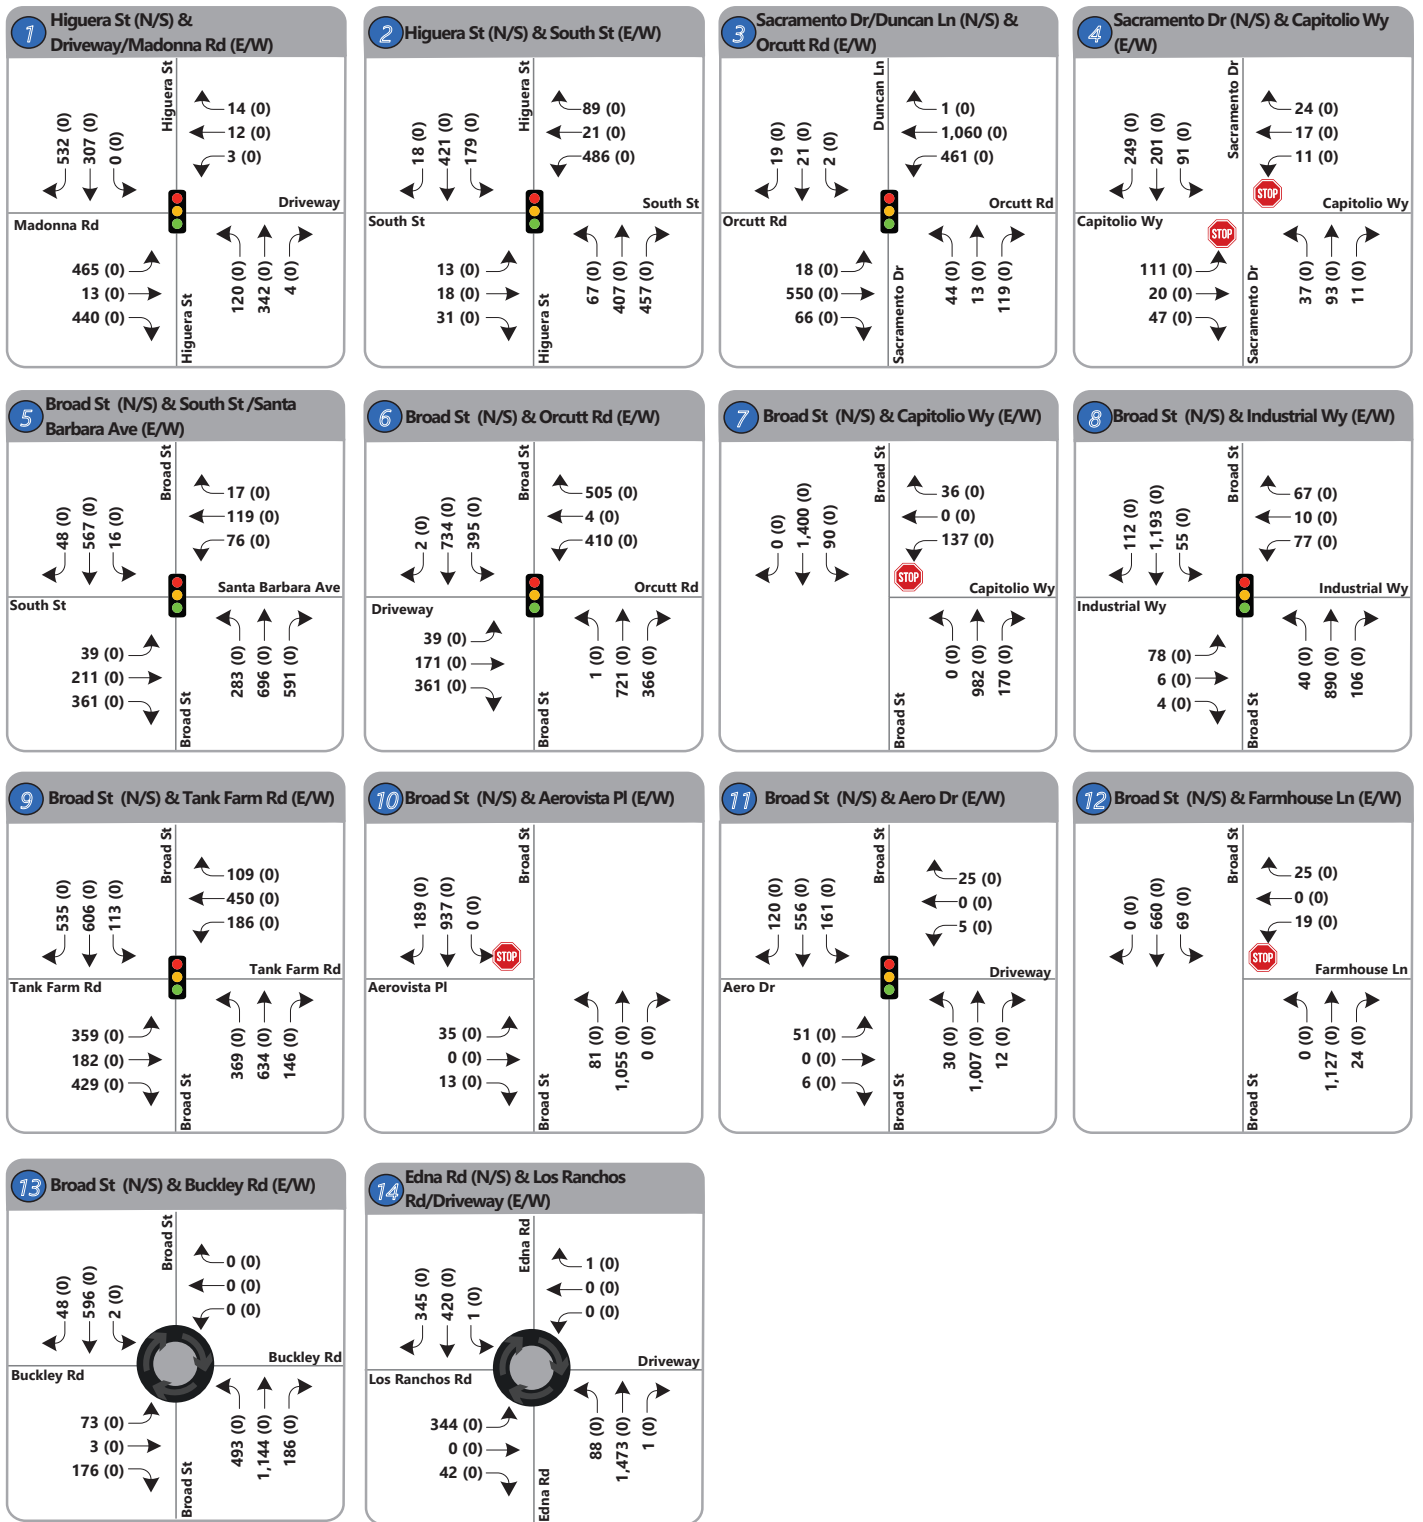 1 Higuera St (N/S) &
Driveway/Madonna Rd (E/W)
Higuera St
532 (0)
307 (0)
0 (0)
14 (0)
12 (0)
3 (0)
Driveway
Madonna Rd
465 (0)
13 (0)
440 (0)
Higuera St
120 (0)
342 (0)
4 (0)
2 Higuera St (N/S) & South St (E/W)
Higuera St
18 (0)
421 (0)
179 (0)
89 (0)
21 (0)
486 (0)
South St
South St
13 (0)
18 (0)
31 (0)
Higuera St
67 (0)
407 (0)
457 (0)
3 Sacramento Dr/Duncan Ln (N/S) &
Orcutt Rd (E/W)
Duncan Ln
19 (0)
21 (0)
2 (0)
1 (0)
1,060 (0)
461 (0)
Orcutt Rd
Orcutt Rd
18 (0)
550 (0)
66 (0)
Sacramento Dr
44 (0)
13 (0)
119 (0)
4 Sacramento Dr (N/S) & Capitolio Wy
(E/W)
Sacramento Dr
249 (0)
201 (0)
91 (0)
24 (0)
17 (0)
11 (0)
STOP
Capitolio Wy
Capitolio Wy
STOP
111 (0)
20 (0)
47 (0)
Sacramento Dr
37 (0)
93 (0)
11 (0)
5 Broad St (N/S) & South St /Santa
Barbara Ave (E/W)
Broad St
48 (0)
567 (0)
16 (0)
17 (0)
119 (0)
76 (0)
Santa Barbara Ave
South St
39 (0)
211 (0)
361 (0)
Broad St
283 (0)
696 (0)
591 (0)
6 Broad St (N/S) & Orcutt Rd (E/W)
Broad St
2 (0)
734 (0)
395 (0)
505 (0)
4 (0)
410 (0)
Orcutt Rd
Driveway
39 (0)
171 (0)
361 (0)
Broad St
1 (0)
721 (0)
366 (0)
7 Broad St (N/S) & Capitolio Wy (E/W)
Broad St
0 (0)
1,400 (0)
90 (0)
36 (0)
0 (0)
137 (0)
STOP
Capitolio Wy
Broad St
0 (0)
982 (0)
170 (0)
8 Broad St (N/S) & Industrial Wy (E/W)
Broad St
112 (0)
1,193 (0)
55 (0)
67 (0)
10 (0)
77 (0)
Industrial Wy
Industrial Wy
78 (0)
6 (0)
4 (0)
Broad St
40 (0)
890 (0)
106 (0)
9 Broad St (N/S) & Tank Farm Rd (E/W)
Broad St
535 (0)
606 (0)
113 (0)
109 (0)
450 (0)
186 (0)
Tank Farm Rd
Tank Farm Rd
359 (0)
182 (0)
429 (0)
Broad St
369 (0)
634 (0)
146 (0)
10 Broad St (N/S) & Aerovista Pl (E/W)
Broad St
189 (0)
937 (0)
0 (0)
STOP
Aerovista Pl
35 (0)
0 (0)
13 (0)
81 (0)
1,055 (0)
0 (0)
11 Broad St (N/S) & Aero Dr (E/W)
Broad St
120 (0)
556 (0)
161 (0)
25 (0)
0 (0)
5 (0)
Driveway
Aero Dr
51 (0)
0 (0)
6 (0)
Broad St
30 (0)
1,007 (0)
12 (0)
12 Broad St (N/S) & Farmhouse Ln (E/W)
Broad St
0 (0)
660 (0)
69 (0)
25 (0)
0 (0)
19 (0)
STOP
Farmhouse Ln
Broad St
0 (0)
1,127 (0)
24 (0)
13 Broad St (N/S) & Buckley Rd (E/W)
Broad St
48 (0)
596 (0)
2 (0)
0 (0)
0 (0)
0 (0)
Buckley Rd
Buckley Rd
73 (0)
3 (0)
176 (0)
Broad St
493 (0)
1,144 (0)
186 (0)
14 Edna Rd (N/S) & Los Ranchos
Rd/Driveway (E/W)
Edna Rd
345 (0)
420 (0)
1 (0)
1 (0)
0 (0)
0 (0)
Driveway
Los Ranchos Rd
344 (0)
0 (0)
42 (0)
Edna Rd
88 (0)
1,473 (0)
1 (0)